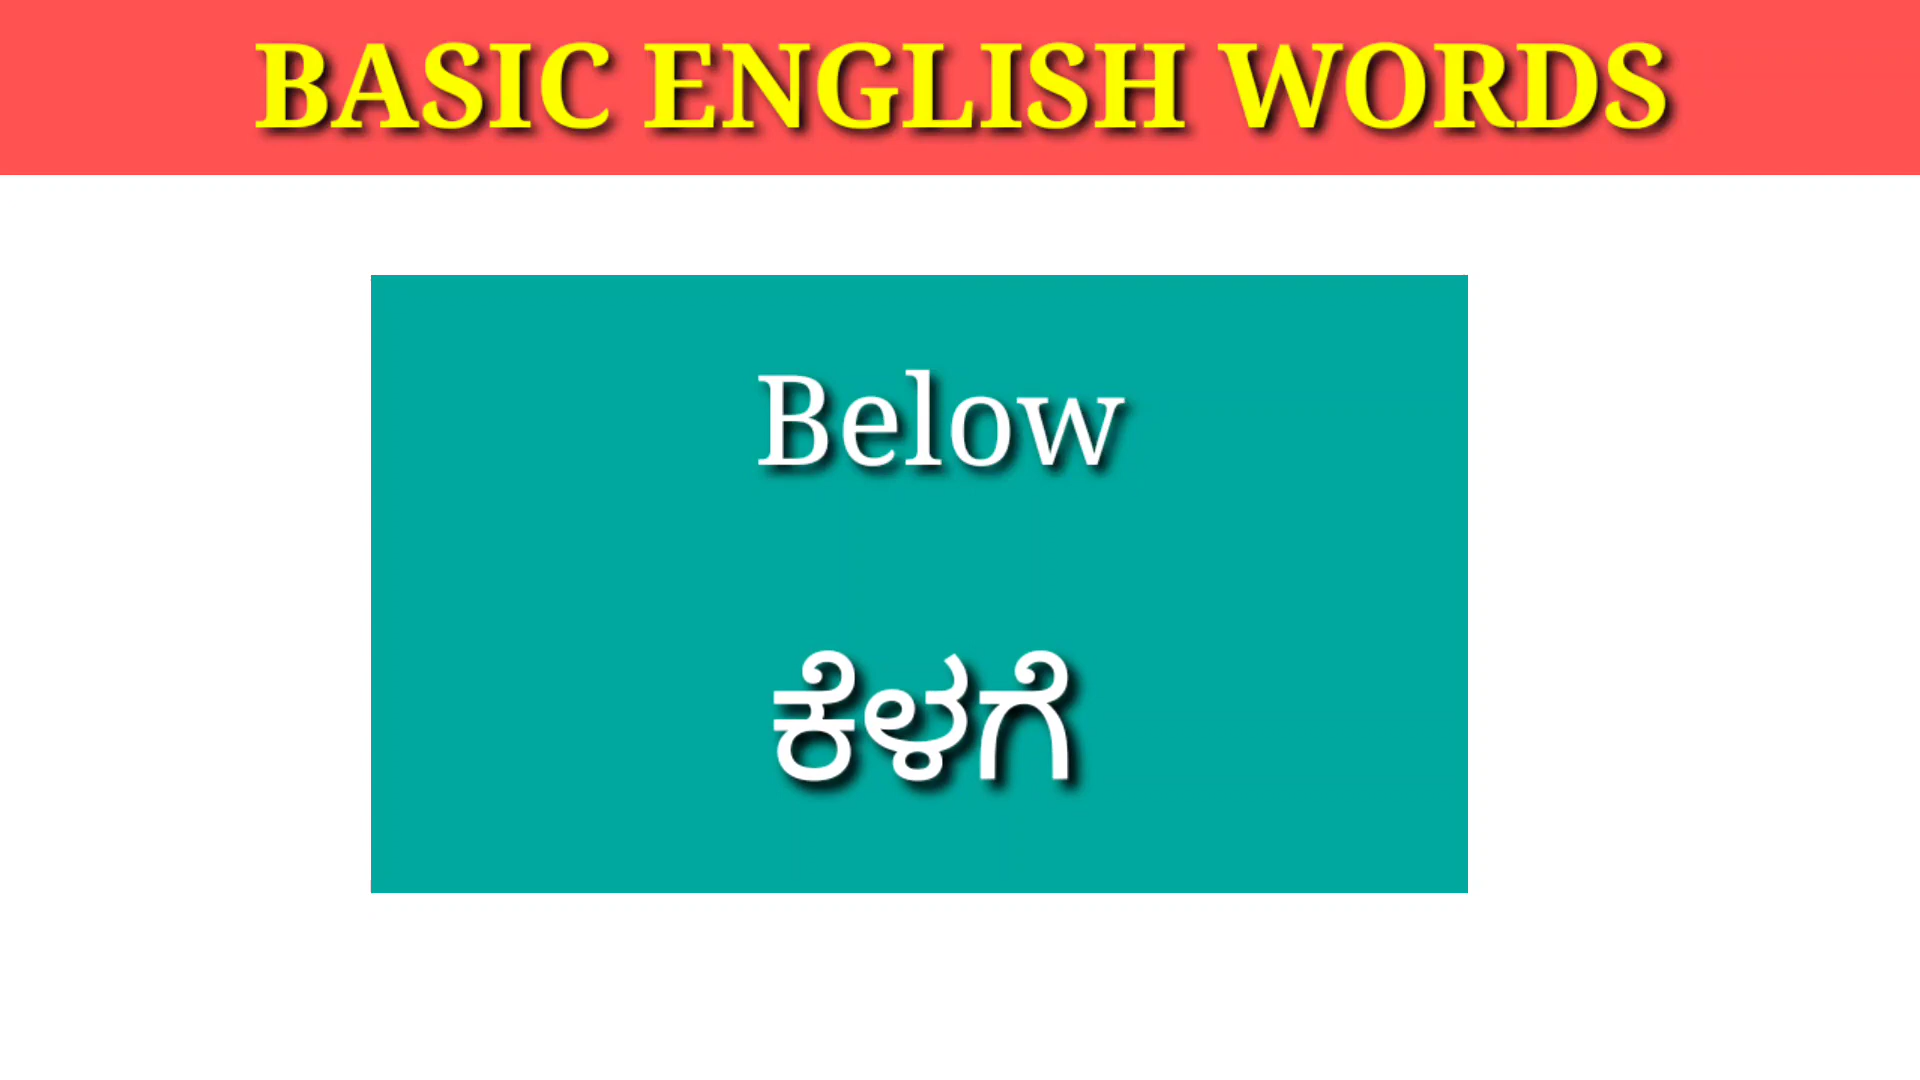 BASIC ENGLISH WORDS
Below
ಕೆಳಗೆ